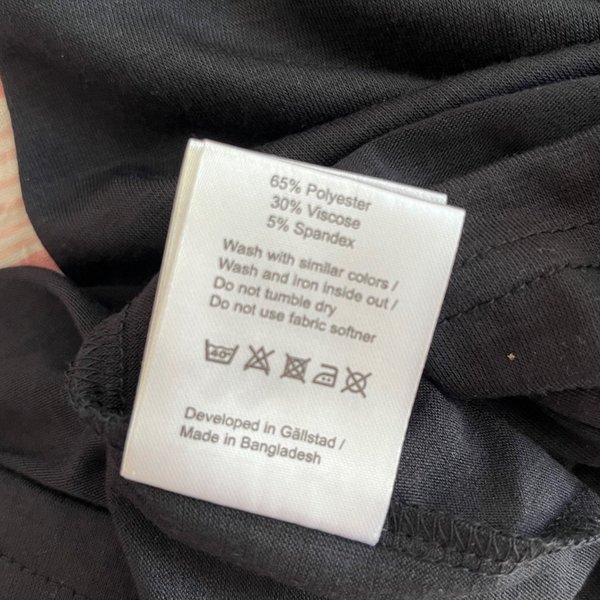 65% Polyester
30% Viscose
5% Spandex
Wash with similar colors /
Wash and Iron inside out /
Do not tumble dry
Do not use fabric softner
40°
Developed in Gällstad /
Made in Bangladesh